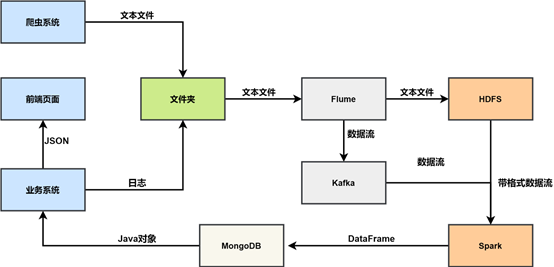 爬虫系统
文本文件
前端页面
文件夹
文本文件
Flume
文本文件
HDFS
JSON
数据流
业务系统
日志
Kafka
数据流
带格式数据流
Java对象
MongoDB
DataFrame
Spark